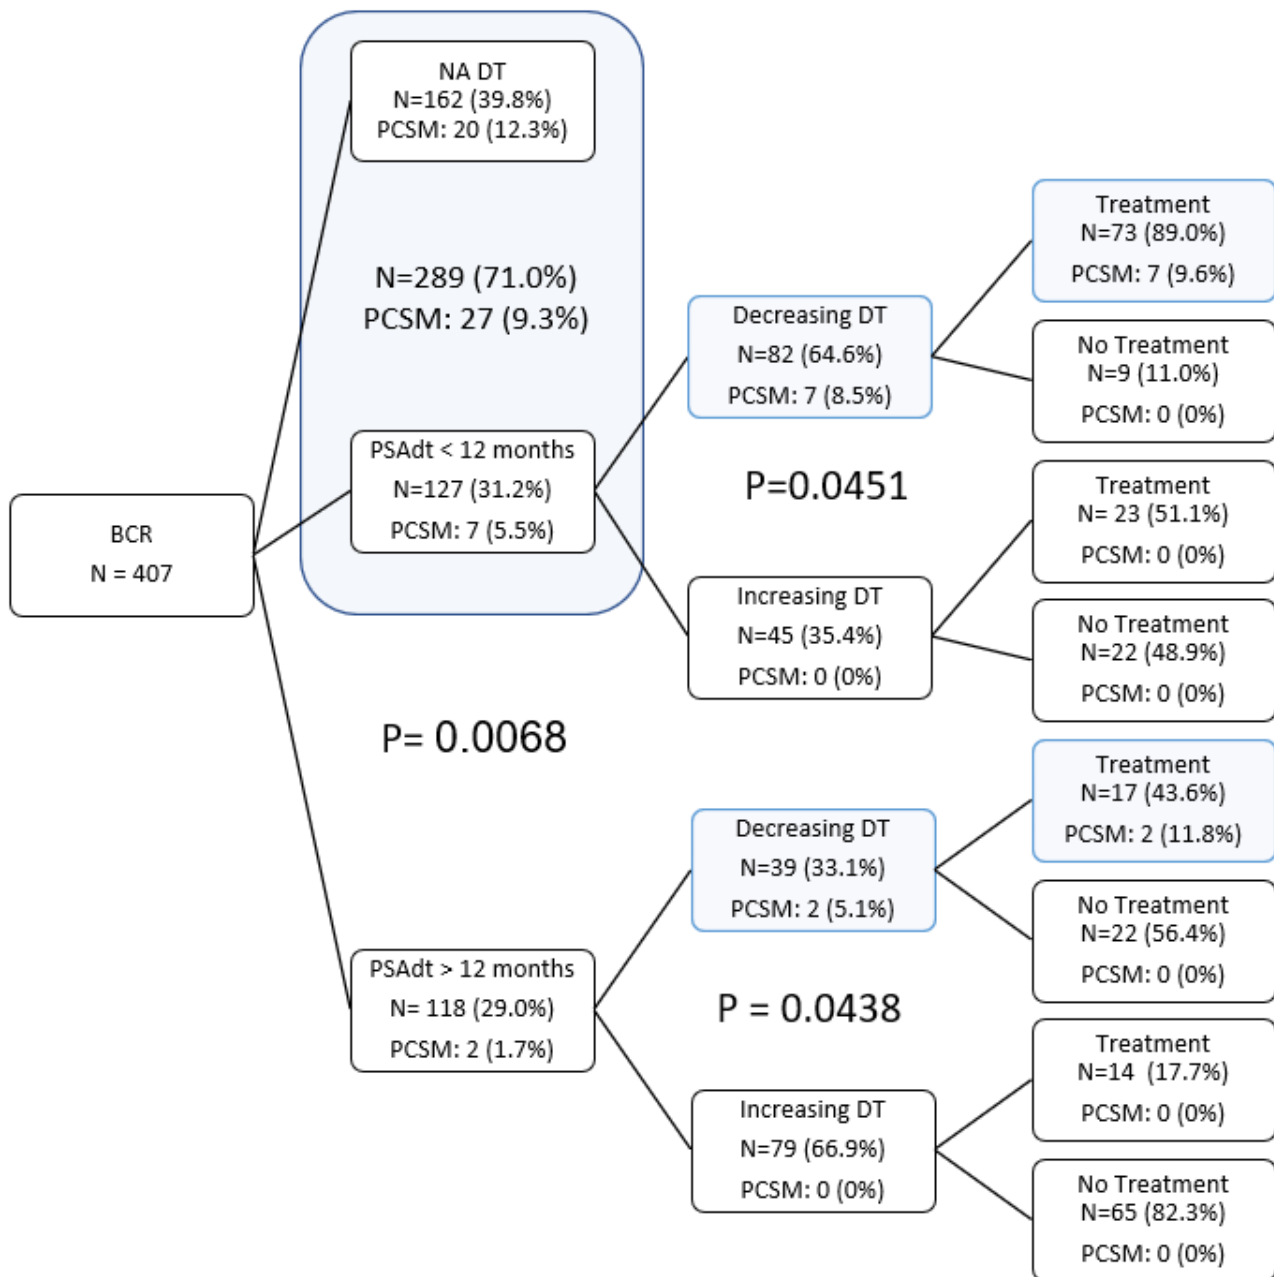 NA DT
N=162 (39.8%)
PCSM: 20 (12.3%)
N=289 (71.0%)
PCSM: 27 (9.3%)
PSAdt < 12 months
N=127 (31.2%)
PCSM: 7 (5.5%)
BCR
N = 407
P= 0.0068
PSAdt > 12 months
N= 118 (29.0%)
PCSM: 2 (1.7%)
Decreasing DT
N=82 (64.6%)
PCSM: 7 (8.5%)
P=0.0451
Increasing DT
N=45 (35.4%)
PCSM: 0 (0%)
Decreasing DT
N=39 (33.1%)
PCSM: 2 (5.1%)
P = 0.0438
Increasing DT
N=79 (66.9%)
PCSM: 0 (0%)
Treatment
N=73 (89.0%)
PCSM: 7 (9.6%)
No Treatment
N=9 (11.0%)
PCSM: 0 (0%)
Treatment
N= 23 (51.1%)
PCSM: 0 (0%)
No Treatment
N=22 (48.9%)
PCSM: 0 (0%)
Treatment
N=17 (43.6%)
PCSM: 2 (11.8%)
No Treatment
N=22 (56.4%)
PCSM: 0 (0%)
Treatment
N=14 (17.7%)
PCSM: 0 (0%)
No Treatment
N=65 (82.3%)
PCSM: 0 (0%)